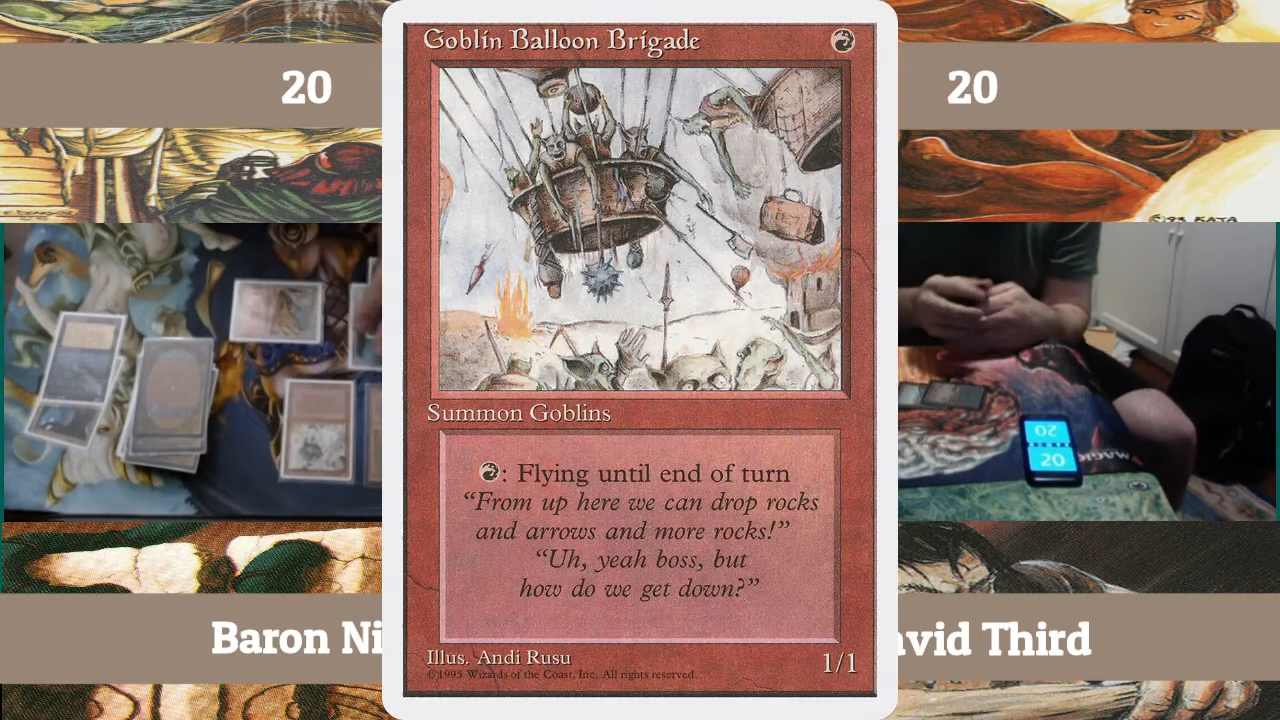 20
20
Goblin Balloon Brigade
Summon Goblins
: Flying until end of turn
“From up here we can drop rocks
and arrows and more rocks!”
“Uh, yeah boss, but
how do we get down?”
Illus. Andi Rusu
1/1
©1995 Wizards of the Coast, Inc. All rights reserved.
20
20
MAGIC
Baron Ni
avid Third